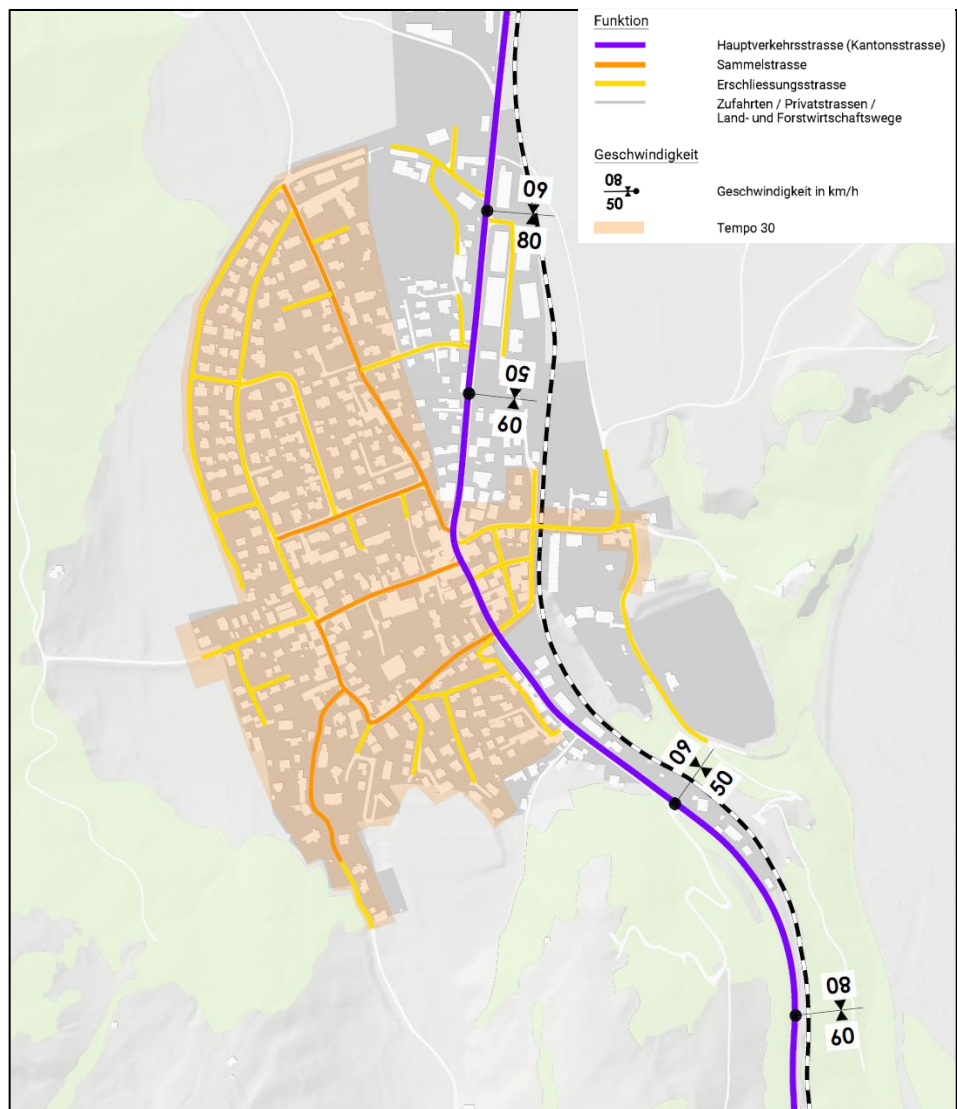 Funktion
Hauptverkehrsstrasse (Kantonsstrasse)
Sammelstrasse
Erschliessungsstrasse
Zufahrten / Privatstrassen /
Land- und Forstwirtschaftswege
Geschwindigkeit
80
50
Geschwindigkeit in km/h
Tempo 30
60
80
50
60
60
50
80
60